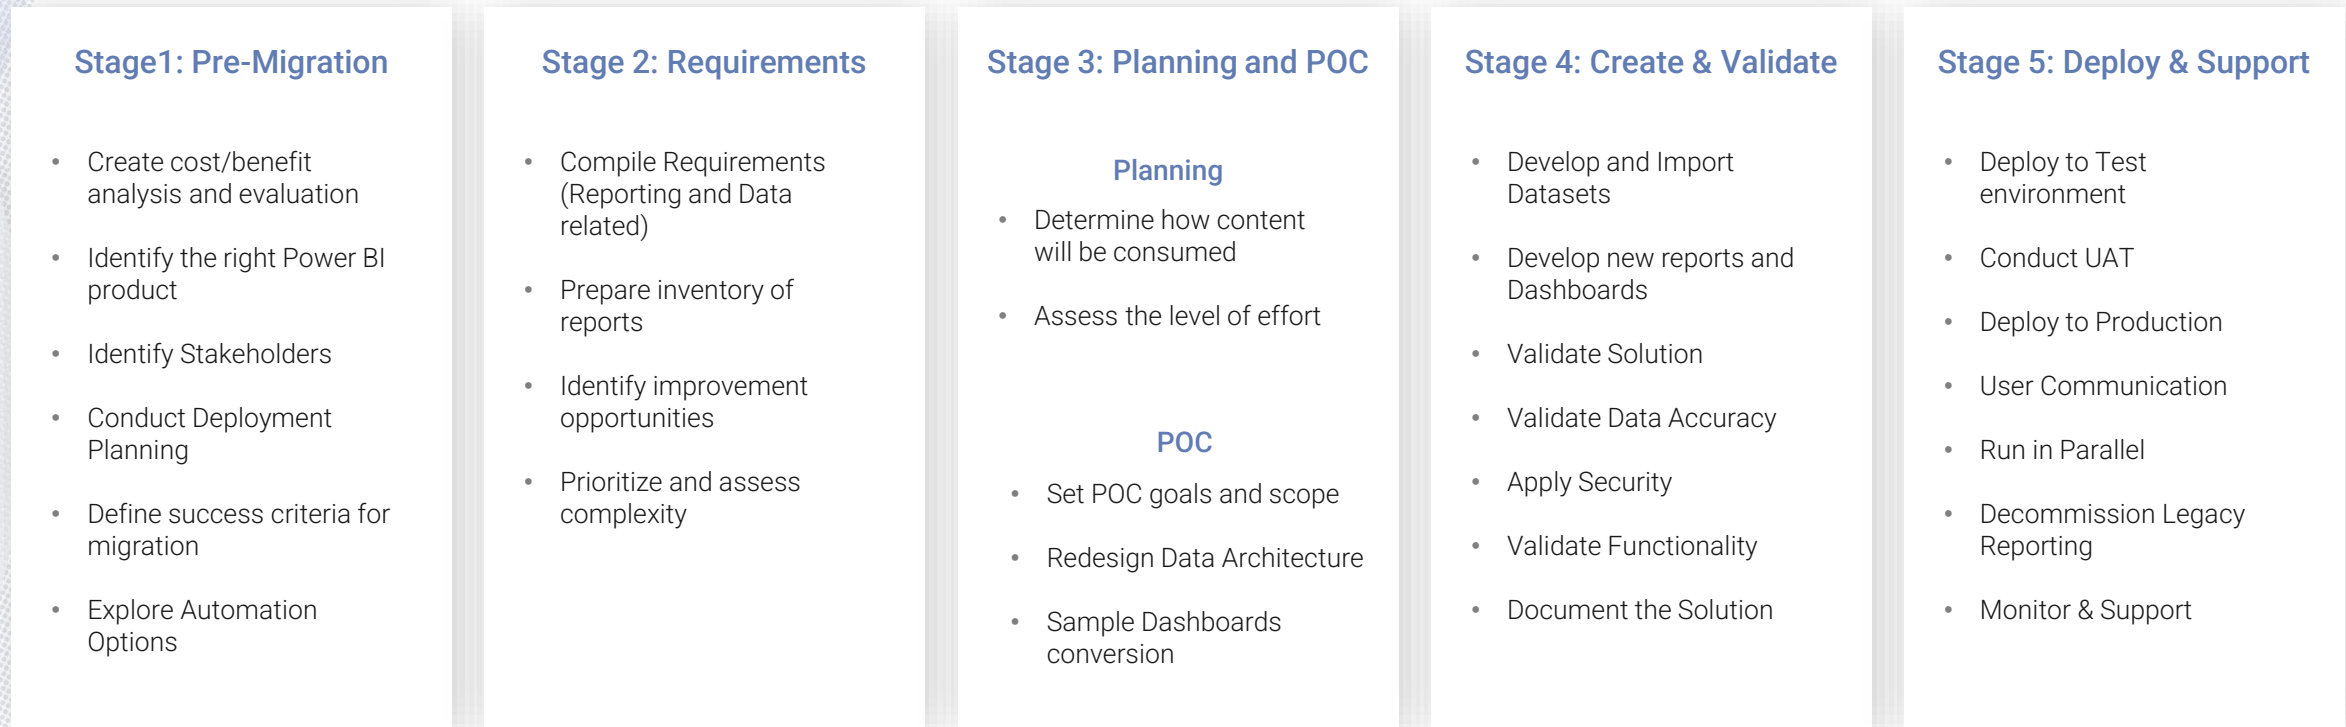 Stage1: Pre-Migration
• Create cost/benefit
analysis and evaluation
• Identify the right Power BI
product
• Identify Stakeholders
• Conduct Deployment
Planning
• Define success criteria for
migration
• Explore Automation
Options
Stage 2: Requirements
• Compile Requirements
(Reporting and Data
related)
• Prepare inventory of
reports
• Identify improvement
opportunities
• Prioritize and assess
complexity
Stage 3: Planning and POC
Planning
• Determine how content
will be consumed
• Assess the level of effort
POC
• Set POC goals and scope
• Redesign Data Architecture
• Sample Dashboards
conversion
Stage 4: Create & Validate
• Develop and Import
Datasets
• Develop new reports and
Dashboards
• Validate Solution
• Validate Data Accuracy
• Apply Security
• Validate Functionality
• Document the Solution
Stage 5: Deploy & Support
• Deploy to Test
environment
• Conduct UAT
• Deploy to Production
• User Communication
• Run in Parallel
• Decommission Legacy
Reporting
• Monitor & Support